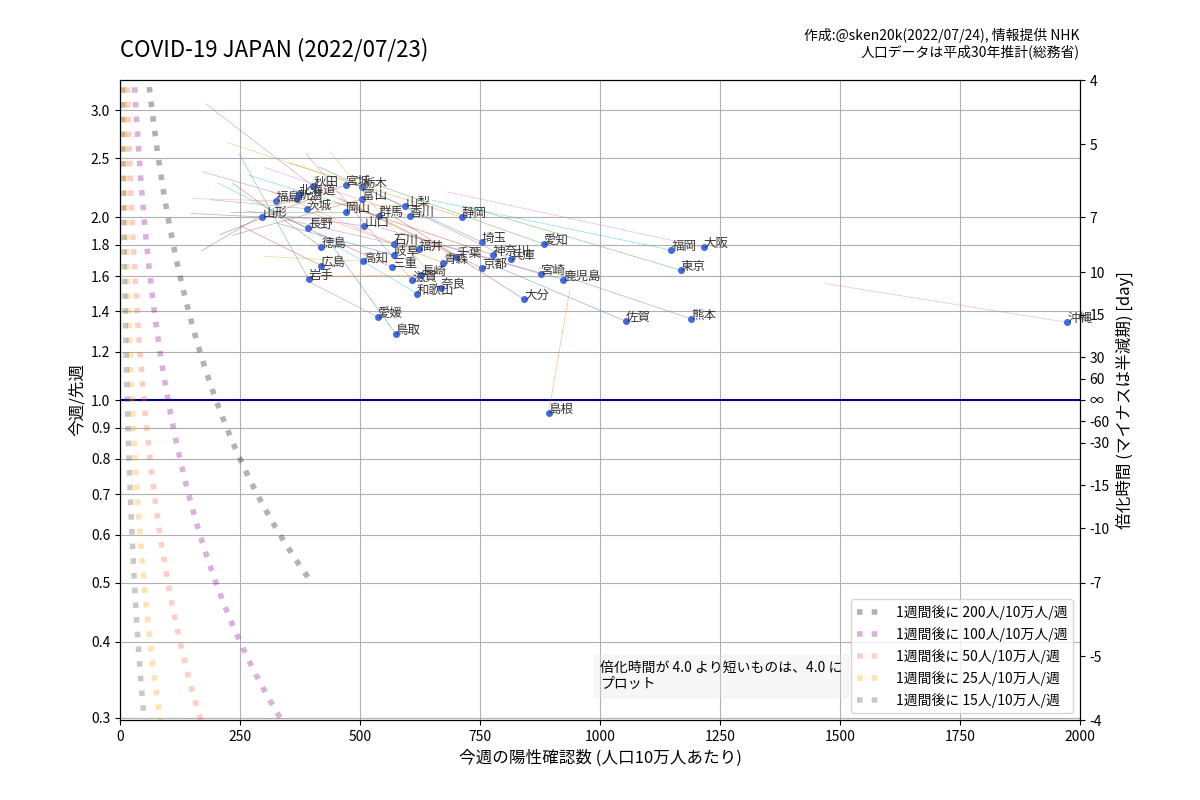 COVID-19 JAPAN (2022/07/23)
作成:@sken20k(2022/07/24), 情報提供 NHK
人口データは平成30年推計(総務省)
今週/先週
3.0
2.5
2.0
1.8
1.6
1.4
1.2
1.0
0.9
0.8
0.7
0.6
0.5
0.4
0.3
秋田
宮城
栃木
北海道
福島
茨城
富山
山梨
山形
岡山
群馬
香川
静岡
長野
山口
徳島
石川
福井
埼玉
愛知
福岡
大阪
岐阜
千葉
神奈川
兵庫
高知
三重
青森
京都
東京
広島
岩手
長崎
滋賀
宮崎
鹿児島
奈良
和歌山
大分
愛媛
鳥取
佐賀
熊本
沖縄
島根
4
5
7
10
15
30
60
∞
-60
-30
-15
-10
-7
-5
-4
倍化時間 (マイナスは半減期) [day]
倍化時間が 4.0 より短いものは、4.0 に
プロット
1週間後に 200人/10万人/週
1週間後に 100人/10万人/週
1週間後に 50人/10万人/週
1週間後に 25人/10万人/週
1週間後に 15人/10万人/週
0 250 500 750 1000 1250 1500 1750 2000
今週の陽性確認数 (人口10万人あたり)